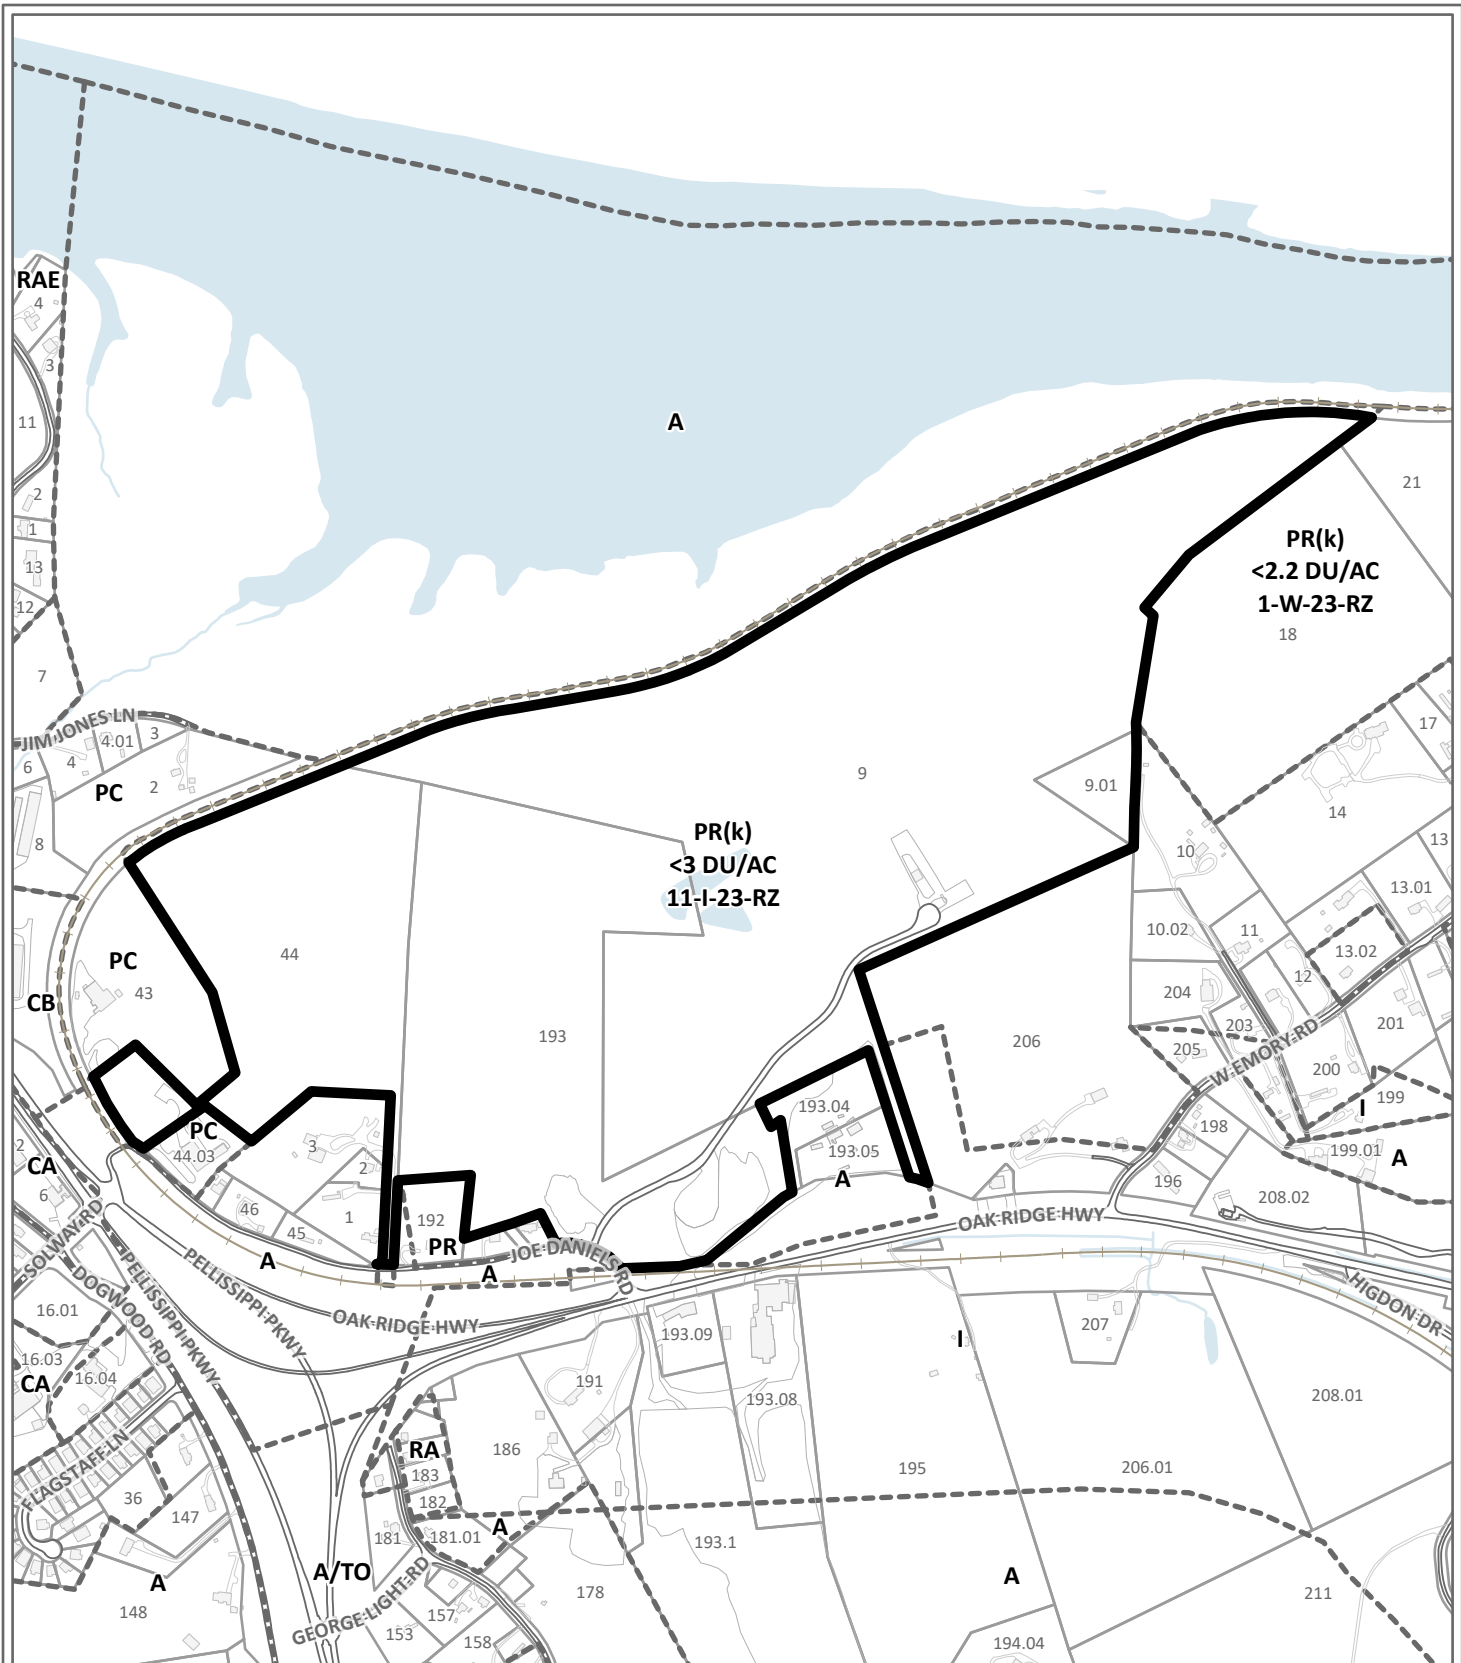 RAE
4
3
11
2
1
13
12
7
A
21
PR(k)
<2.2 DU/AC
1-W-23-RZ
18
JIM JONES LN
3
4.01
4
6
2
PC
8
17
9
9.01
14
13
10
PR(k)
<3 DU/AC
11-I-23-RZ
13.01
10.02
11
13.02
44
PC
43
CB
12
204
203
201
193
206
205
W EMORY RD
200
199
I
193.04
193.05
A
198
199.01
A
196
208.02
PC
44.03
3
2
CA
2
6
46
45
1
192
PR
A
A
JOE DANIELS RD
OAK RIDGE HWY
SOLWAY RD
DOGWOOD RD
PELLISSIPPI PKWY
PELLISSIPPI PKWY
OAK RIDGE HWY
HIGDON DR
16.01
16.03
CA
16.04
193.09
207
I
191
193.08
208.01
FLAGSTAFF LN
36
147
RA
183
182
186
195
206.01
181
181.01
A
193.1
A
148
A/TO
GEORGE LIGHT RD
157
153
158
178
A
211
194.04